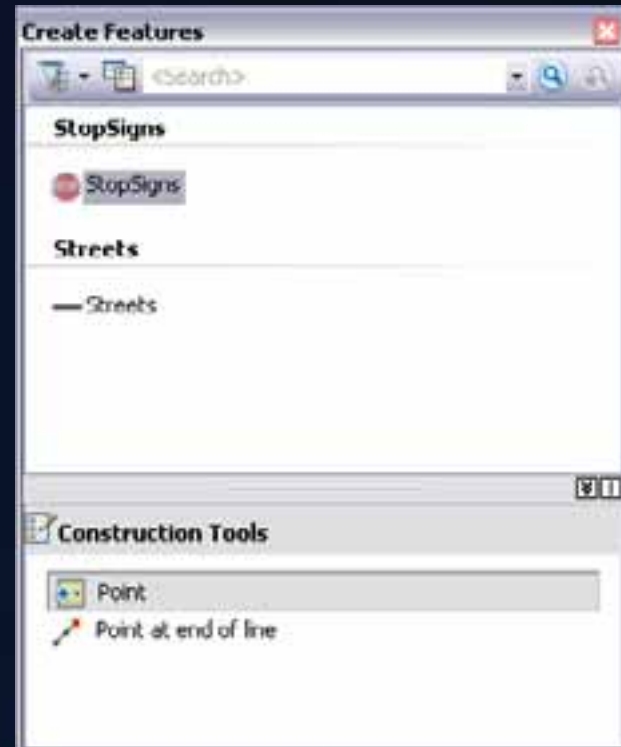 Create Features
<Search>
StopSigns
StopSigns
Streets
Streets
Construction Tools
Point
Point at end of line